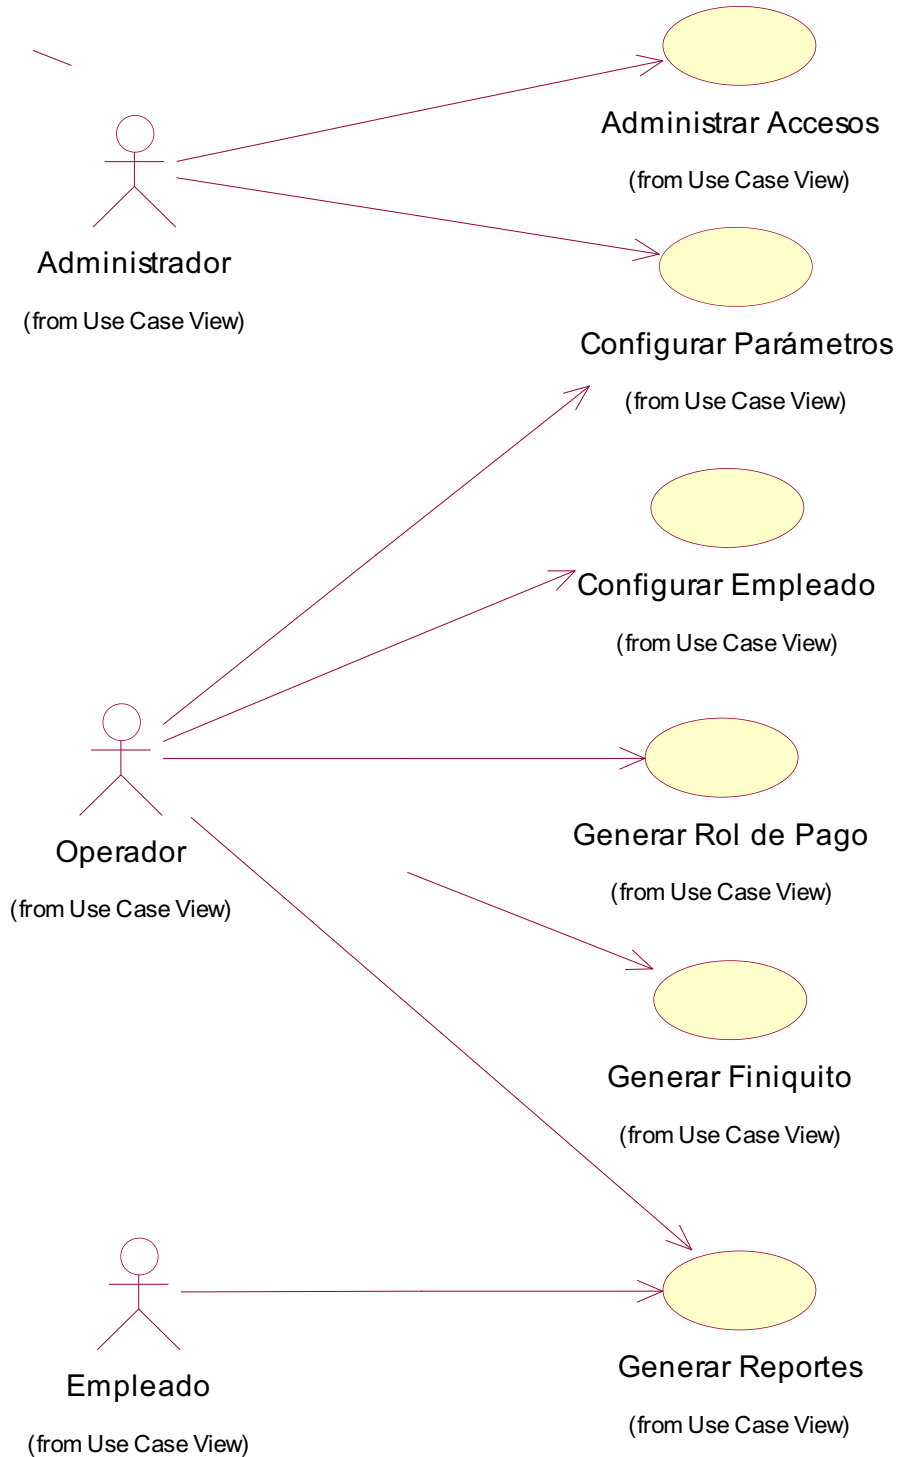 Administrar Accesos
(from Use Case View)
Administrador
(from Use Case View)
Configurar Parámetros
(from Use Case View)
Configurar Empleado
(from Use Case View)
Operador
(from Use Case View)
Generar Rol de Pago
(from Use Case View)
Generar Finiquito
(from Use Case View)
Empleado
(from Use Case View)
Generar Reportes
(from Use Case View)